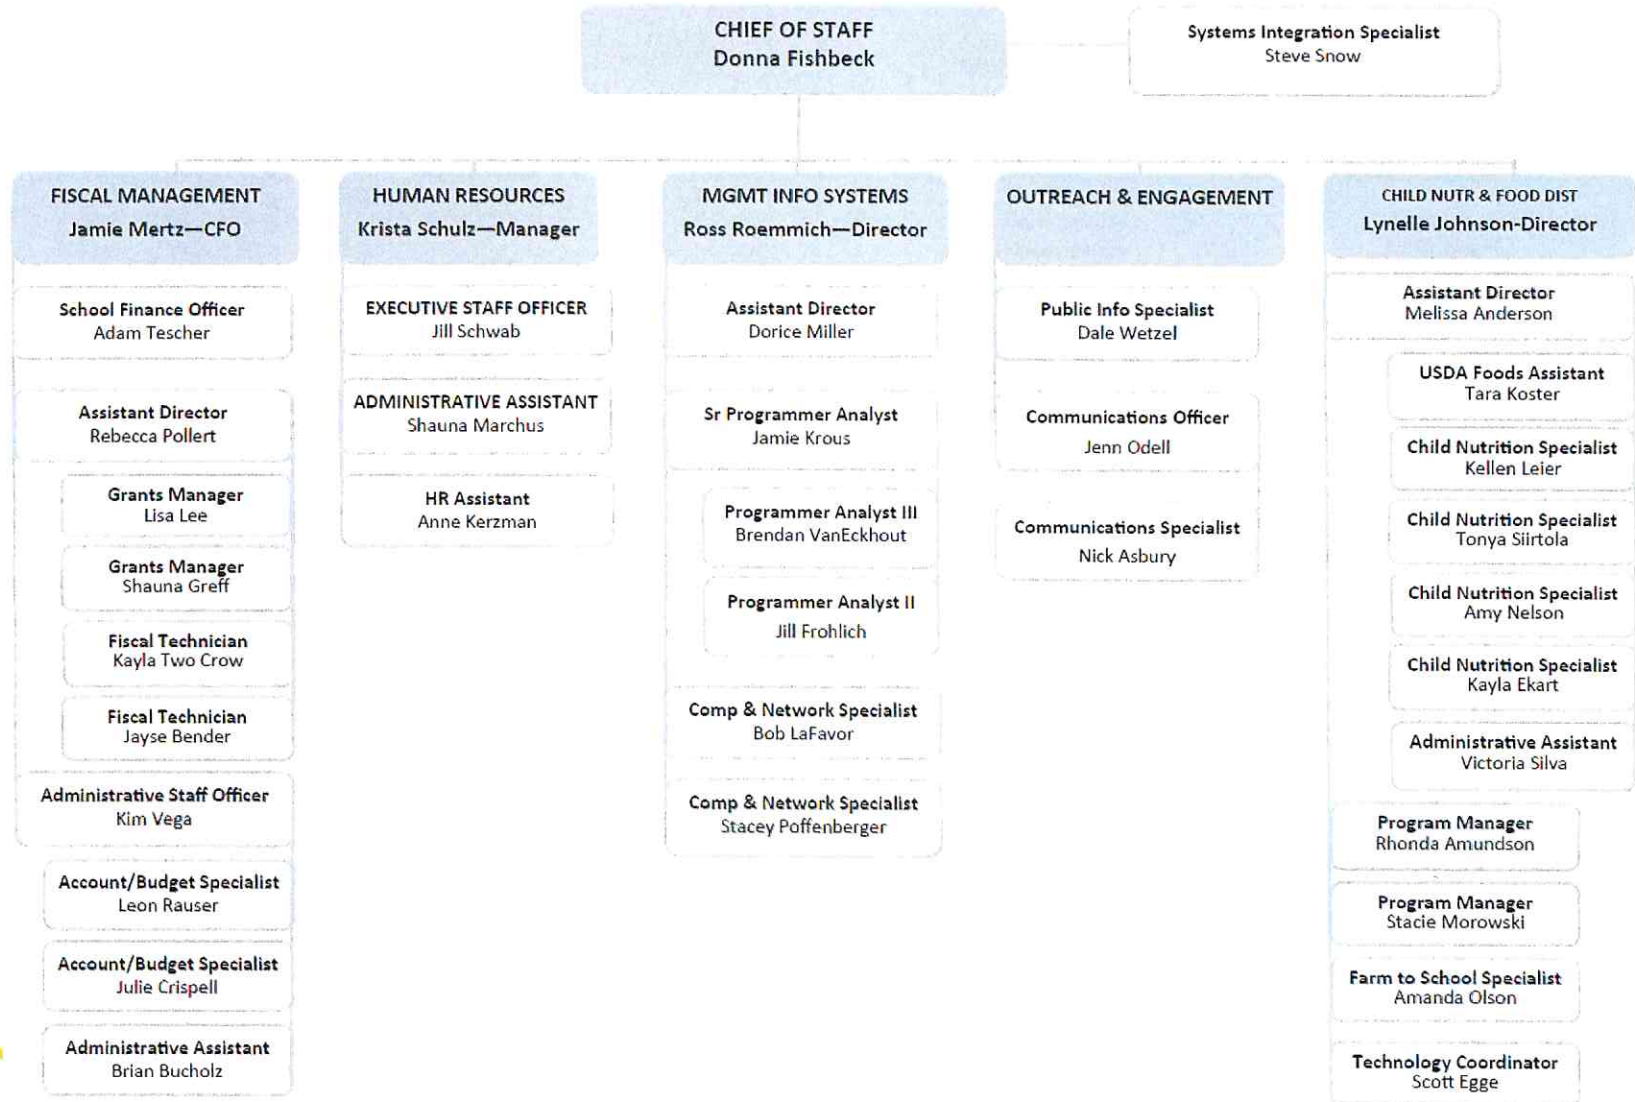 CHIEF OF STAFF
Donna Fishbeck
Systems Integration Specialist
Steve Snow
FISCAL MANAGEMENT
Jamie Mertz—CFO
School Finance Officer
Adam Tescher
Assistant Director
Rebecca Pollert
Grants Manager
Lisa Lee
Grants Manager
Shauna Greff
Fiscal Technician
Kayla Two Crow
Fiscal Technician
Jayse Bender
Administrative Staff Officer
Kim Vega
Account/Budget Specialist
Leon Rauser
Account/Budget Specialist
Julie Crispell
Administrative Assistant
Brian Bucholz
HUMAN RESOURCES
Krista Schulz—Manager
EXECUTIVE STAFF OFFICER
Jill Schwab
ADMINISTRATIVE ASSISTANT
Shauna Marchus
HR Assistant
Anne Kerzman
MGMT INFO SYSTEMS
Ross Roemmich—Director
Assistant Director
Dorice Miller
Sr Programmer Analyst
Jamie Krous
Programmer Analyst III
Brendan VanEckhout
Programmer Analyst II
Jill Frohlich
Comp & Network Specialist
Bob LaFavor
Comp & Network Specialist
Stacey Poffenberger
OUTREACH & ENGAGEMENT
Public Info Specialist
Dale Wetzel
Communications Officer
Jenn Odell
Communications Specialist
Nick Asbury
CHILD NUTR & FOOD DIST
Lynelle Johnson-Director
Assistant Director
Melissa Anderson
USDA Foods Assistant
Tara Koster
Child Nutrition Specialist
Kellen Leier
Child Nutrition Specialist
Tonya Siirtola
Child Nutrition Specialist
Amy Nelson
Child Nutrition Specialist
Kayla Ekart
Administrative Assistant
Victoria Silva
Program Manager
Rhonda Amundson
Program Manager
Stacie Morowski
Farm to School Specialist
Amanda Olson
Technology Coordinator
Scott Egge